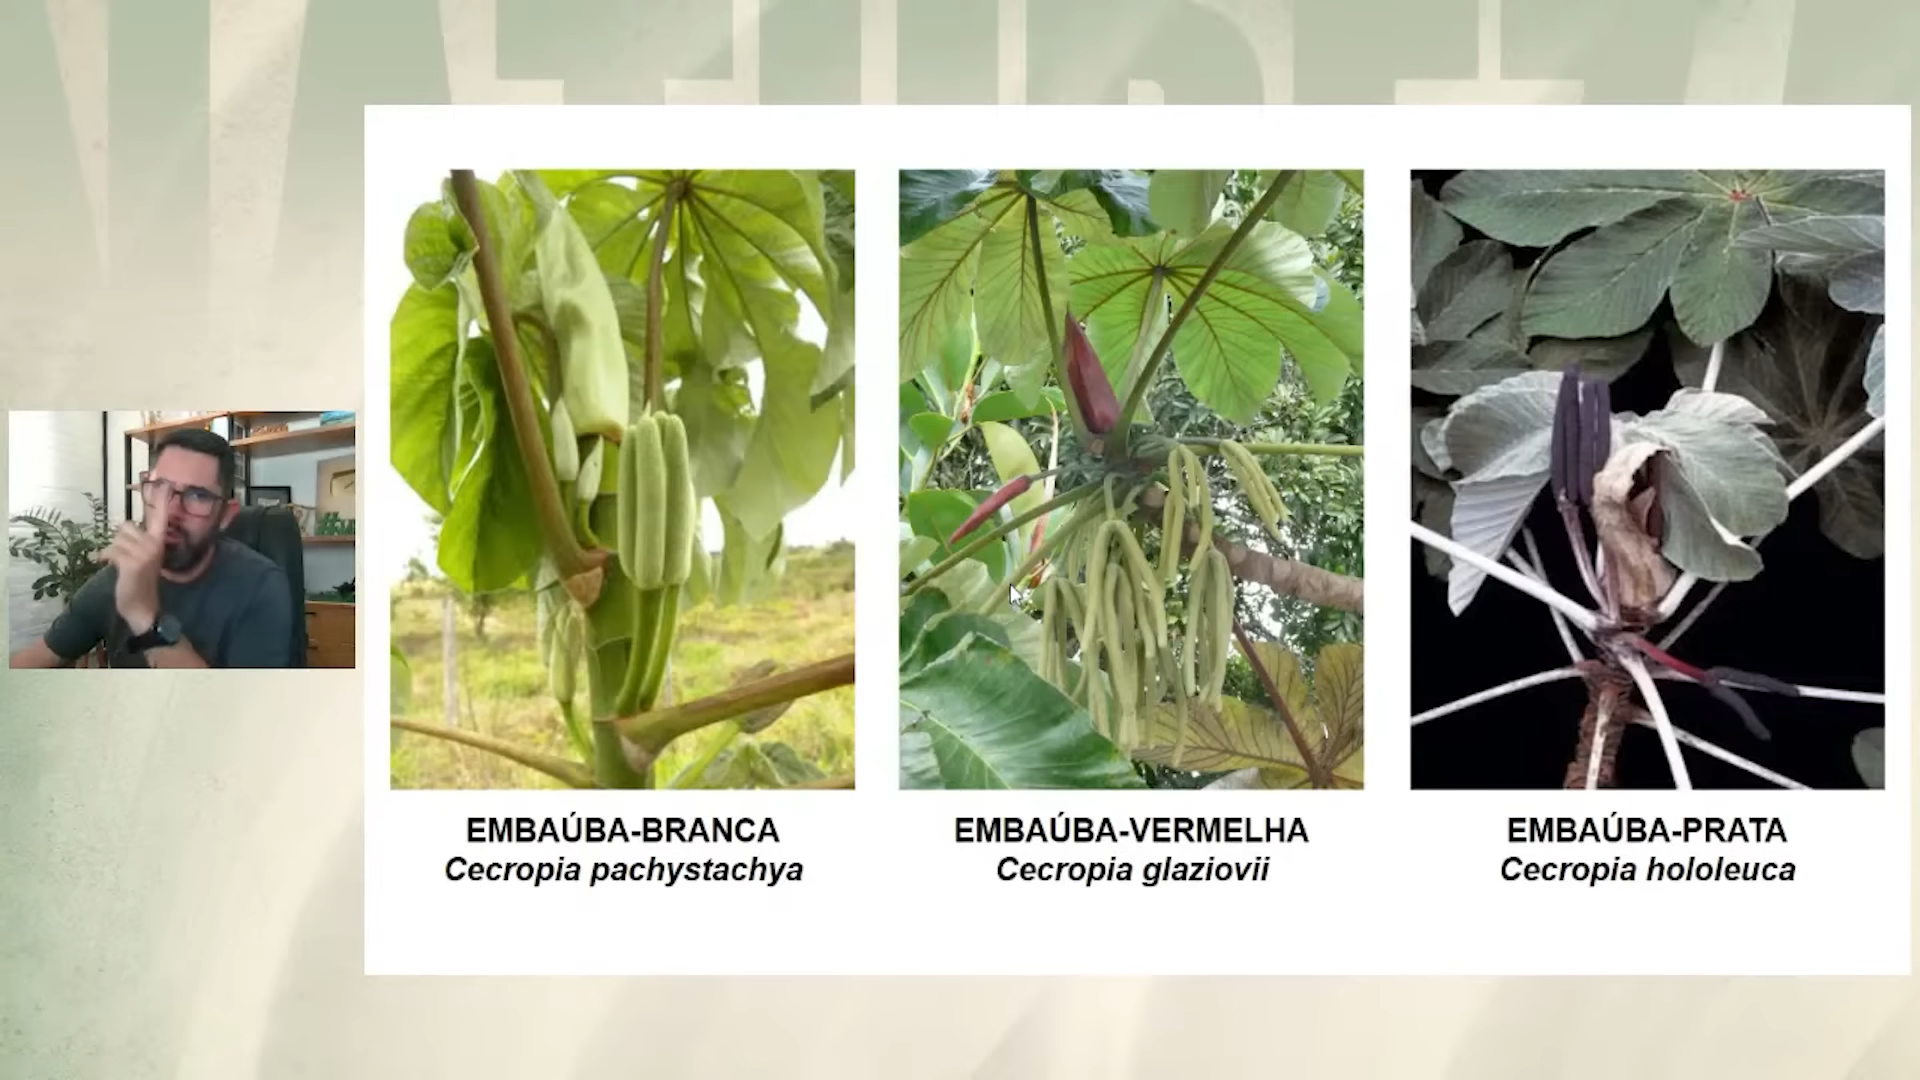 EMBAÚBA-BRANCA
Cecropia pachystachya
EMBAÚBA-VERMELHA
Cecropia glaziovii
EMBAÚBA-PRATA
Cecropia hololeuca